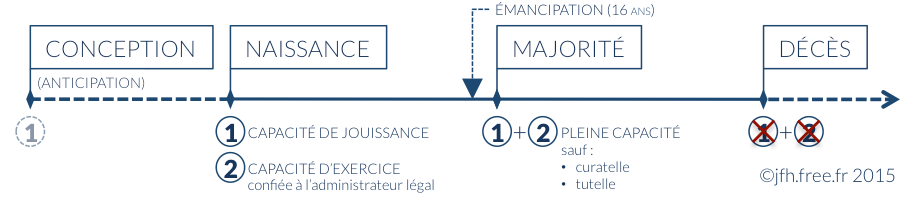 ÉMANCIPATION (16 ANS)
CONCEPTION
NAISSANCE
MAJORITÉ
DÉCÈS
(ANTICIPATION)
1
1 CAPACITÉ DE JOUISSANCE
2 CAPACITÉ D'EXERCICE
confiée à l'administrateur légal
1 + 2 PLEINE CAPACITÉ
sauf :
• curatelle
• tutelle
1 + 2
©jfh.free.fr 2015